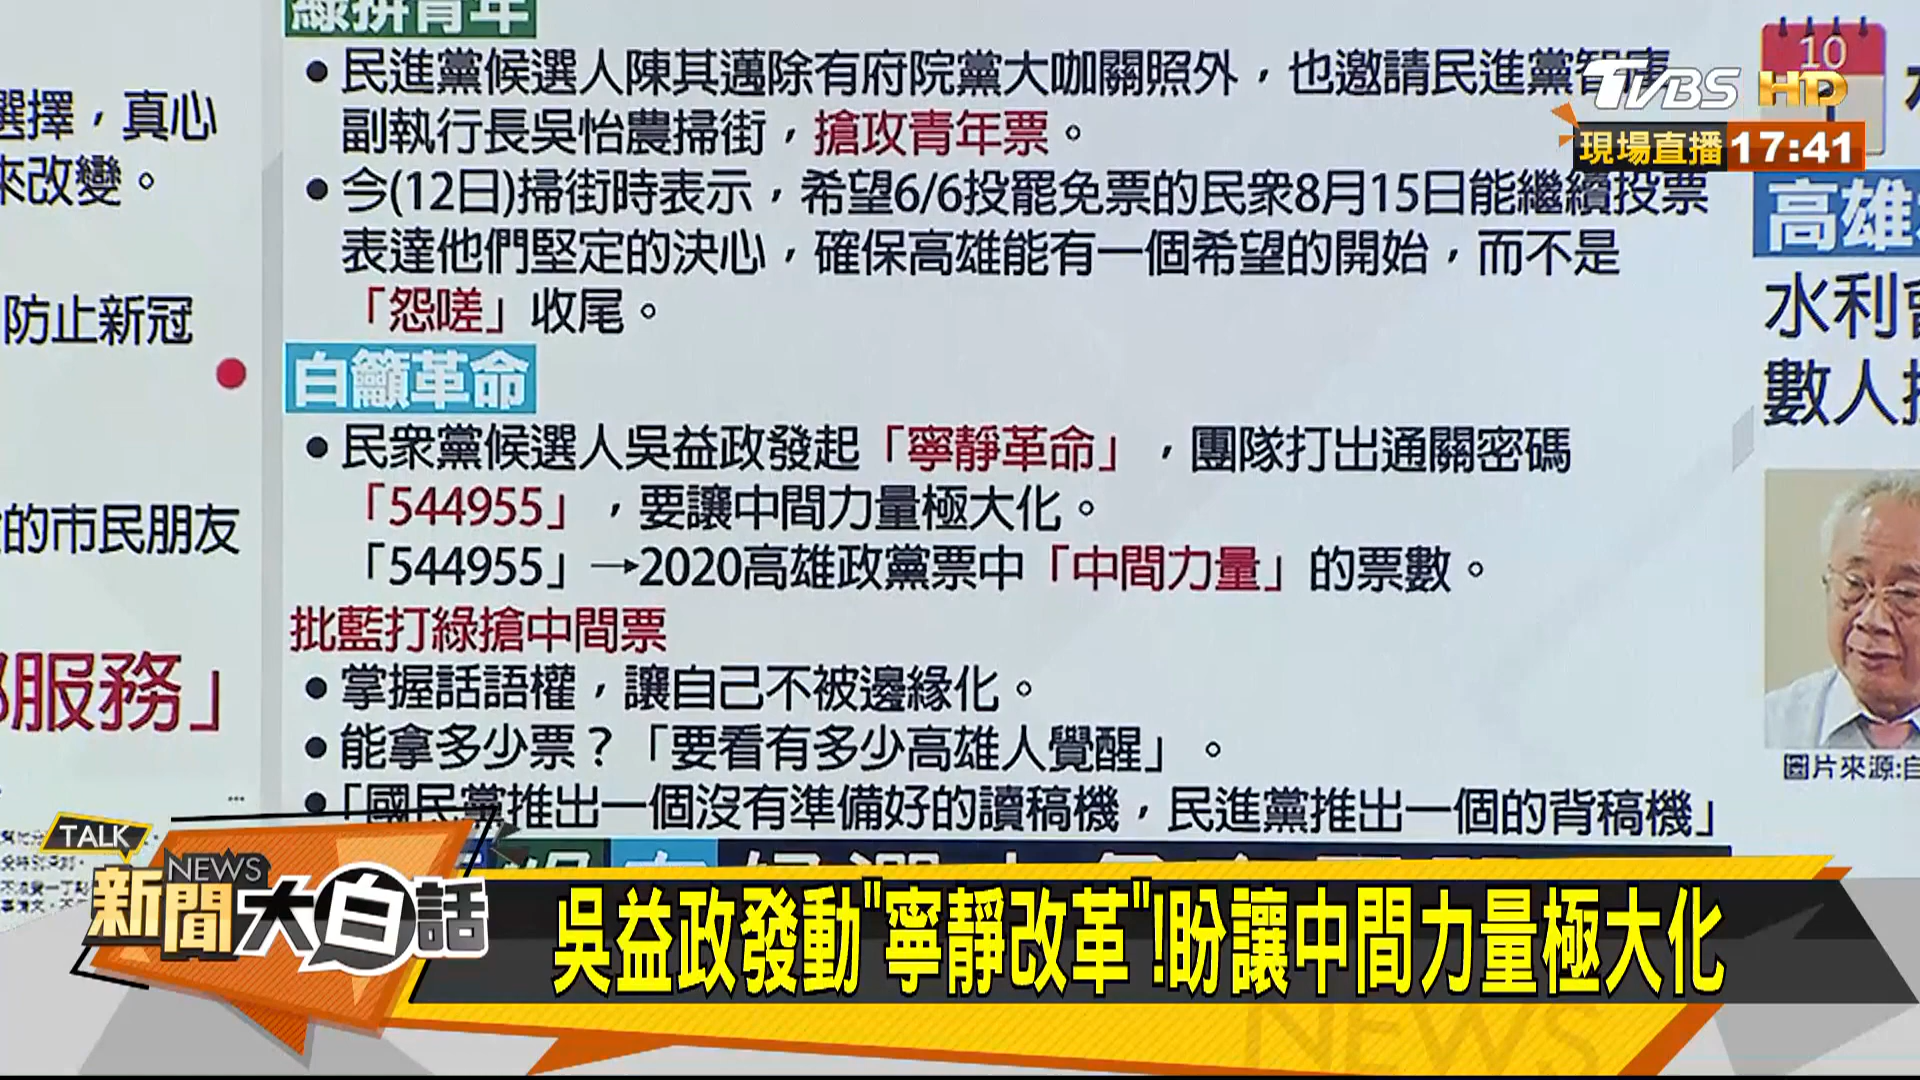 綠拼青年
• 民進黨候選人陳其邁除有府院黨大咖關照外，也邀請民進黨智庫
副執行長吳怡農掃街，搶攻青年票。
• 今(12日)掃街時表示，希望6/6投罷免票的民眾8月15日能繼續投票
表達他們堅定的決心，確保高雄能有一個希望的開始，而不是
「怨嗟」收尾。
白籲革命
• 民衆黨候選人吳益政發起「寧靜革命」，團隊打出通關密碼
「544955」，要讓中間力量極大化。
「544955」→2020高雄政黨票中「中間力量」的票數。
批藍打綠搶中間票
• 掌握話語權，讓自己不被邊緣化。
• 能拿多少票？「要看有多少高雄人覺醒」。
• 「國民黨推出一個沒有準備好的讀稿機，民進黨推出一個的背稿機」
選擇，真心
來改變。
防止新冠
的市民朋友
服務」
...
10
TVBS HD
現場直播 17:41
高雄
水利會
數人
圖片來源:自
TALK
NEWS
新聞大白話
吳益政發動"寧靜改革"!盼讓中間力量極大化
NEWS